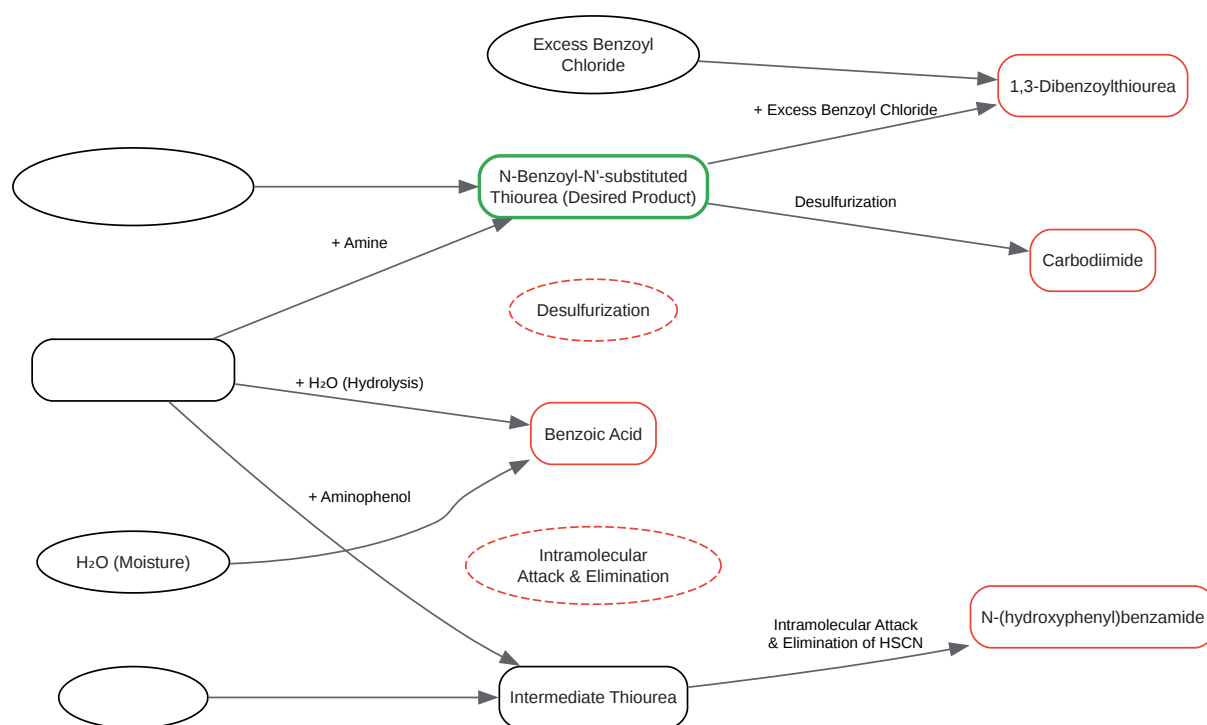 Excess Benzoyl
Chloride
1,3-Dibenzoylthiourea
+ Excess Benzoyl Chloride
N-Benzoyl-N'-substituted
Thiourea (Desired Product)
Desulfurization
+ Amine
Carbodiimide
Desulfurization
+ H₂O (Hydrolysis)
Benzoic Acid
+ Aminophenol
H₂O (Moisture)
Intramolecular
Attack & Elimination
N-(hydroxyphenyl)benzamide
Intramolecular Attack
& Elimination of HSCN
Intermediate Thiourea